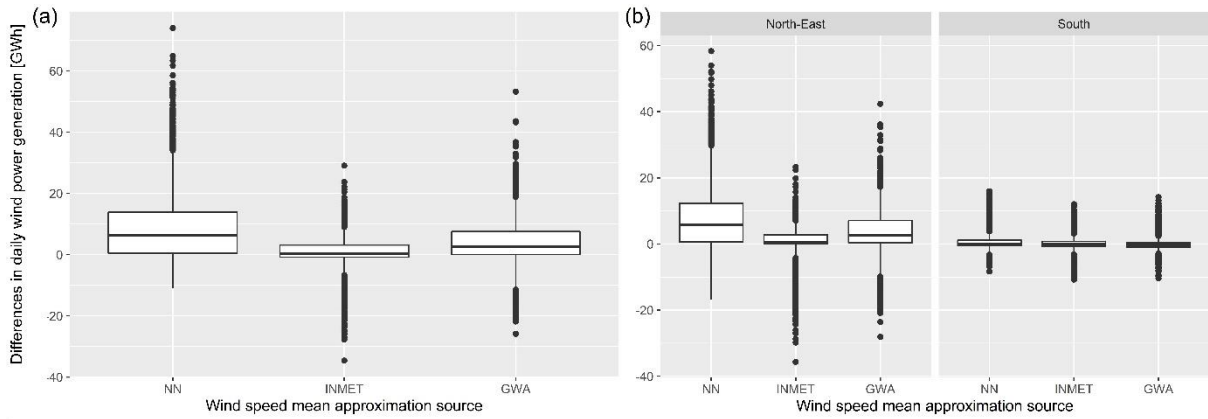 (a)
Differences in daily wind power generation [GWh]
60
40
20
0
-20
-40
NN INMET GWA
Wind speed mean approximation source
(b)
North-East South
60
40
20
0
-20
-40
NN INMET GWA NN INMET GWA
Wind speed mean approximation source